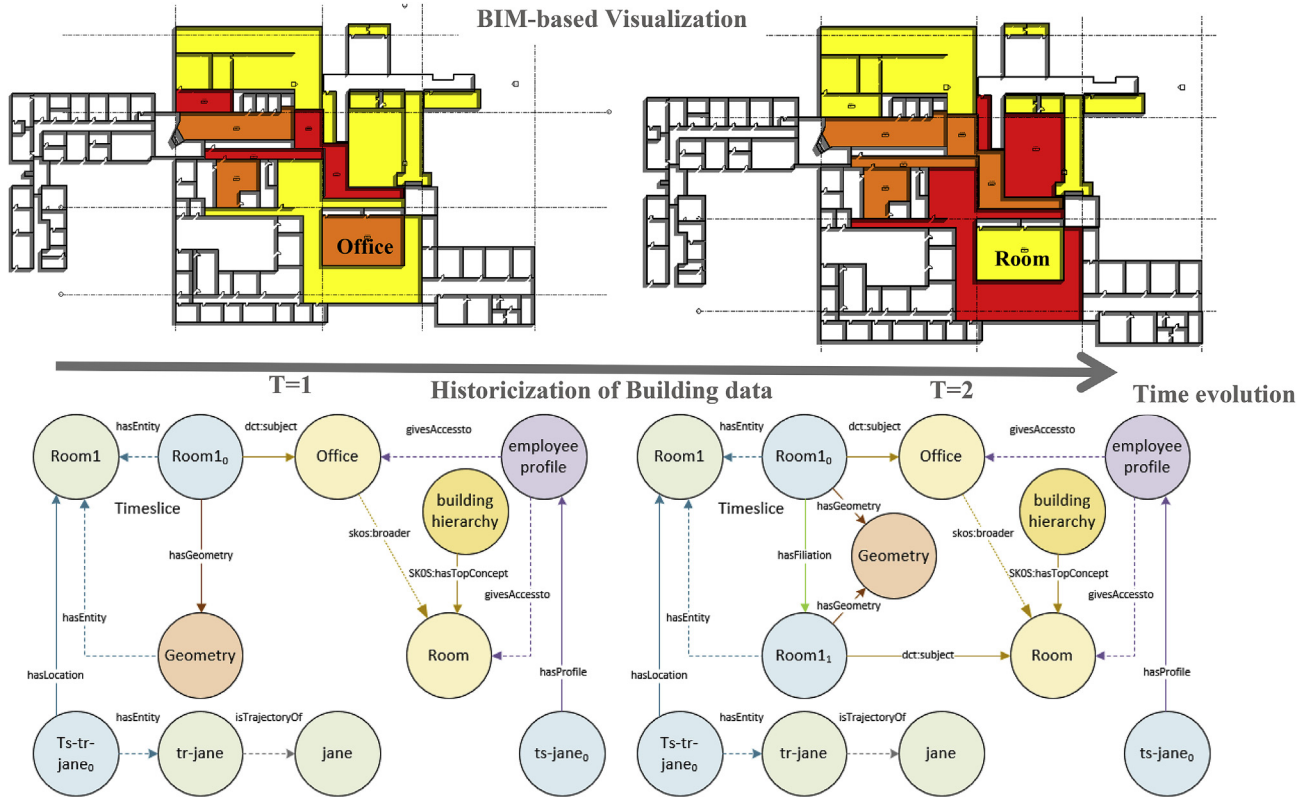 BIM-based Visualization
Office
Room
T=1
Historicization of Building data
T=2
Time evolution
hasEntity
dct:subject
givesAccessto
Room1
Room1₀
Office
employee
profile
Timeslice
building
hierarchy
skos:broader
hasGeometry
SK0S:hasTopConcept
givesAccessto
hasEntity
Geometry
Room
hasLocation
hasProfile
hasEntity
isTrajectoryOf
Ts-tr-
jane₀
tr-jane
jane
ts-jane₀
hasEntity
dct:subject
givesAccessto
Room1
Room1₀
Office
employee
profile
Timeslice
hasGeometry
building
hierarchy
skos:broader
hasFiliation
Geometry
SK0S:hasTopConcept
givesAccessto
hasGeometry
hasEntity
Room1₁
dct:subject
Room
hasLocation
hasProfile
hasEntity
isTrajectoryOf
Ts-tr-
jane₀
tr-jane
jane
ts-jane₀